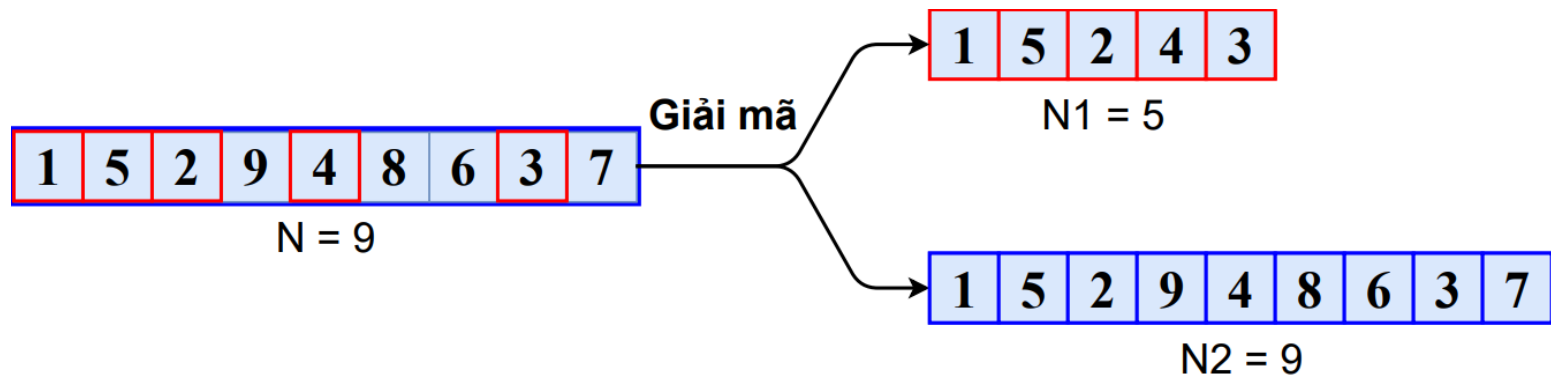 1 5 2 9 4 8 6 3 7
N = 9
Giải mã
1 5 2 4 3
N1 = 5
1 5 2 9 4 8 6 3 7
N2 = 9